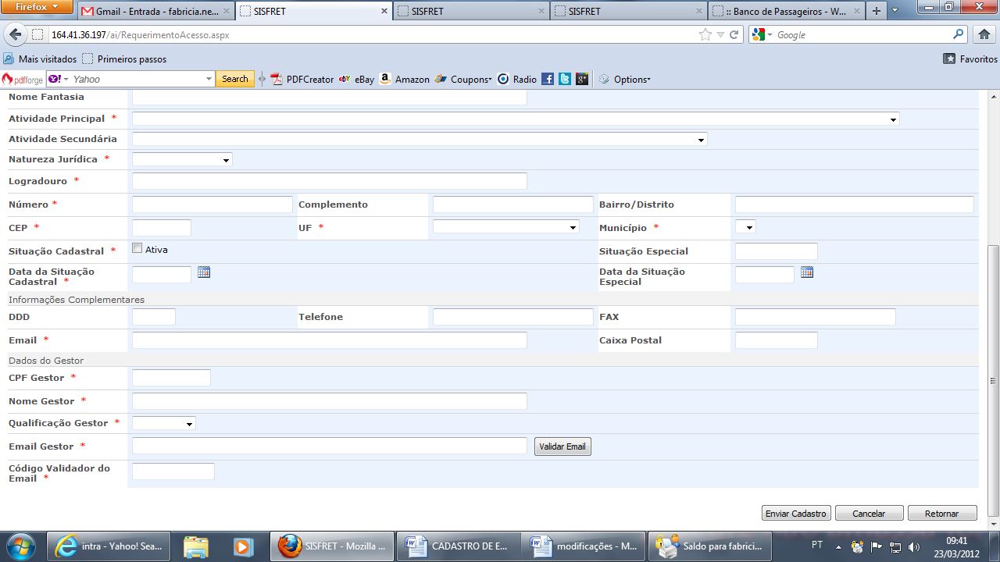 Firefox
Gmail - Entrada - fabricia.ne...
SISFRET
SISFRET
SISFRET
:: Banco de Passageiros - W...
164.41.36.197/ai/RequerimentoAcesso.aspx
Google
Mais visitados
Primeiros passos
Favoritos
pdfforge
Y! Yahoo
Search
PDFCreator
eBay
Amazon
Coupons
Radio
Options
Nome Fantasia
Atividade Principal *
Atividade Secundária
Natureza Jurídica *
Logradouro *
Número * Complemento Bairro/Distrito
CEP * UF * Município *
Situação Cadastral * Ativa Situação Especial
Data da Situação
Cadastral *
Data da Situação
Especial
Informações Complementares
DDD Telefone FAX
Email * Caixa Postal
Dados do Gestor
CPF Gestor *
Nome Gestor *
Qualificação Gestor *
Email Gestor * Validar Email
Código Validador do
Email *
Enviar Cadastro Cancelar Retornar
intra - Yahoo! Sea...
SISFRET - Mozilla ...
CADASTRO DE E...
modificações - M...
Saldo para fabrici...
PT
09:41
23/03/2012